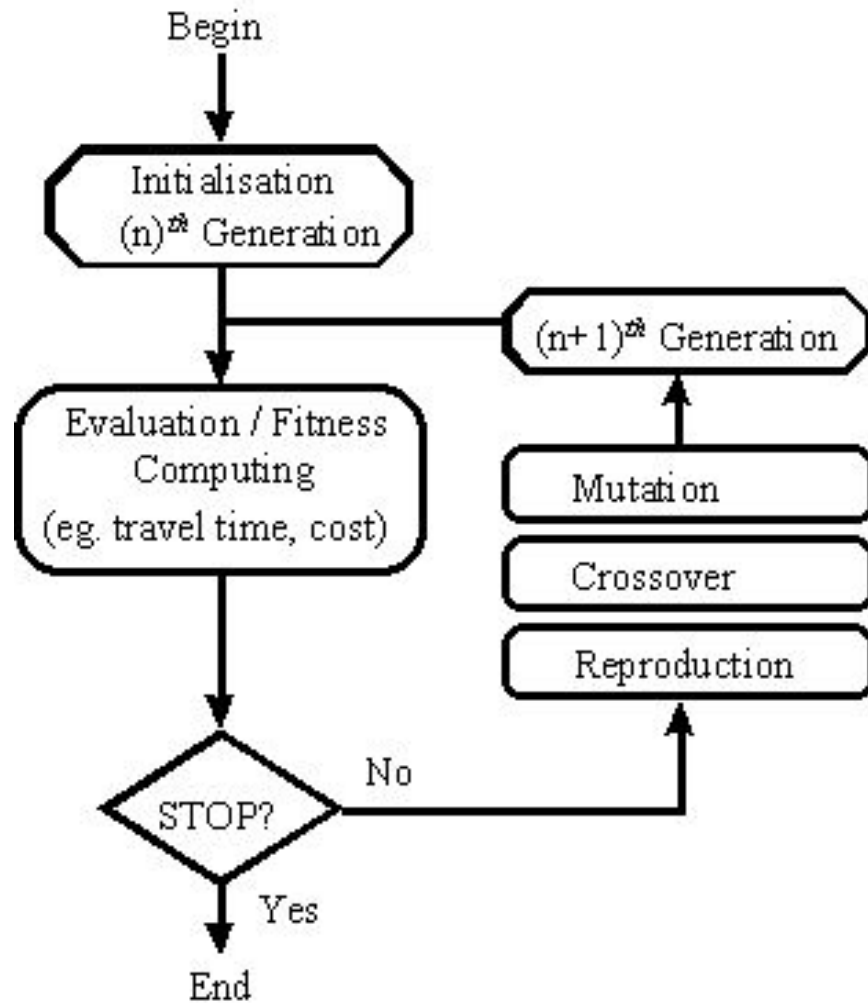 Begin
Initialisation
(n)th Generation
(n+1)th Generation
Evaluation / Fitness
Computing
(eg. travel time, cost)
Mutation
Crossover
Reproduction
No
STOP?
Yes
End